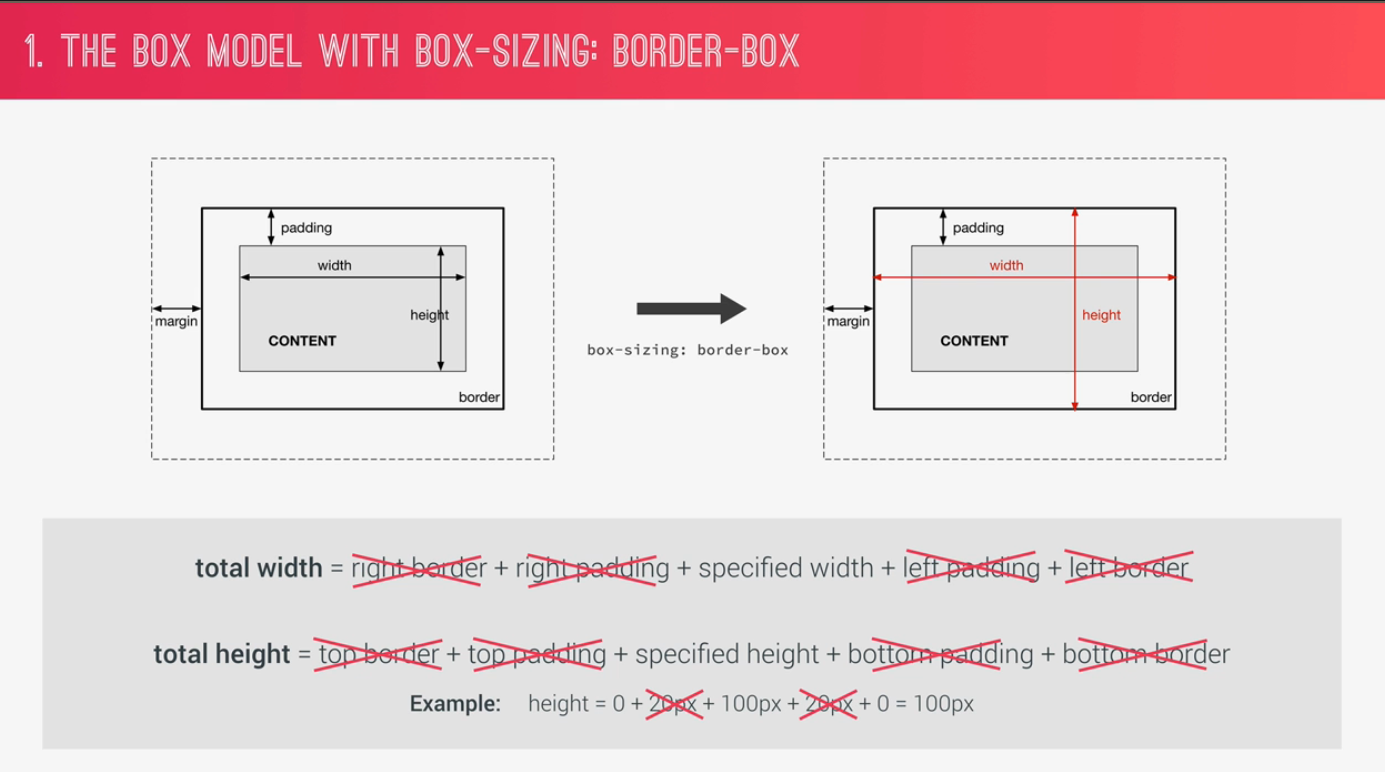 1. THE BOX MODEL WITH BOX-SIZING: BORDER-BOX
padding
width
height
margin
CONTENT
border
box-sizing: border-box
padding
width
height
margin
CONTENT
border
total width = right border + right padding + specified width + left padding + left border
total height = top border + top padding + specified height + bottom padding + bottom border
Example: height = 0 + 20px + 100px + 20px + 0 = 100px